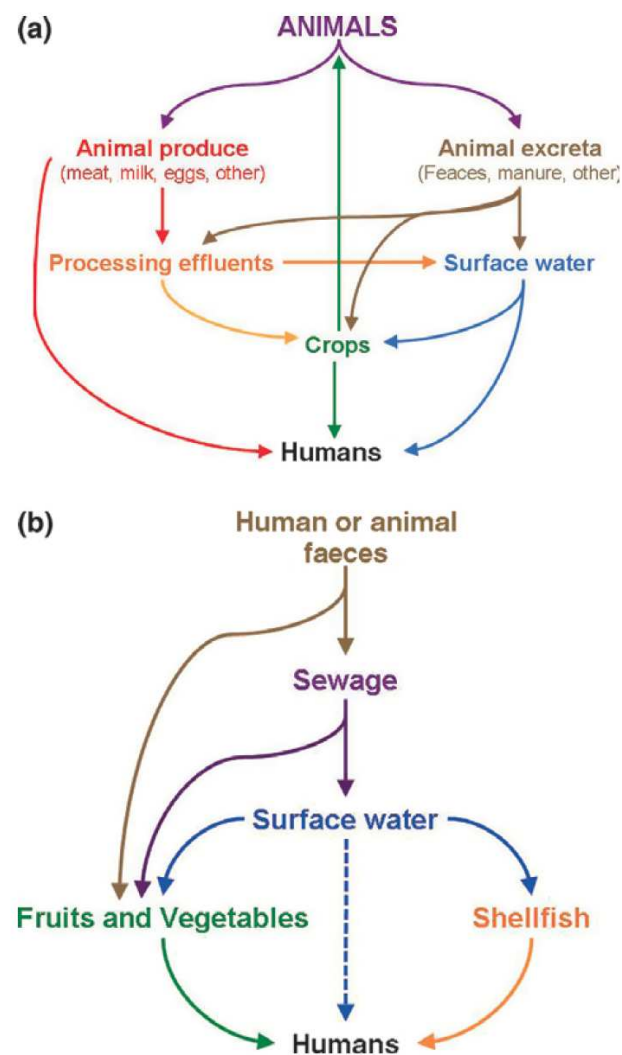 (a)
ANIMALS
Animal produce
(meat, milk, eggs, other)
Animal excreta
(Feaces, manure, other)
Processing effluents
Surface water
Crops
Humans
(b)
Human or animal
faeces
Sewage
Surface water
Fruits and Vegetables
Shellfish
Humans